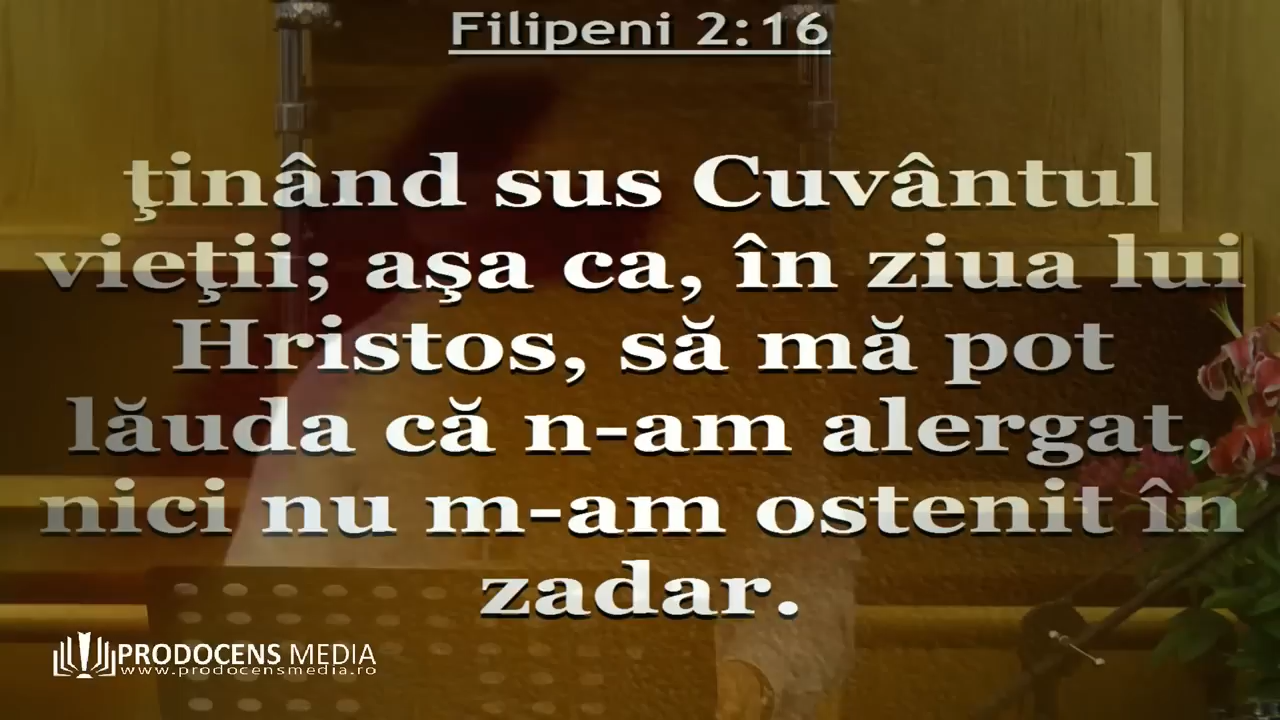 Filipeni 2:16
ţinând sus Cuvântul
vieţii; aşa ca, în ziua lui
Hristos, să mă pot
lăuda că n-am alergat,
nici nu m-am ostenit în
zadar.
PRODOCENS MEDIA
www.prodocensmedia.ro